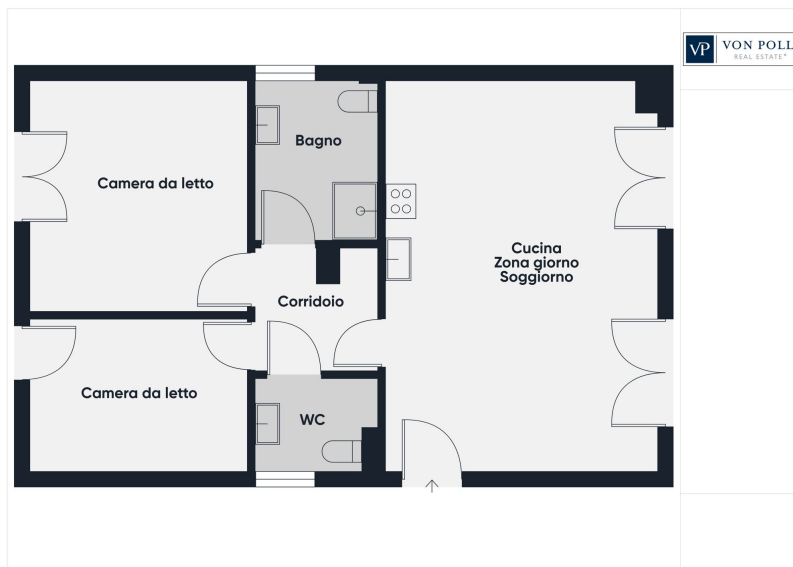 VP
VON POLL
REAL ESTATE®
Bagno
Camera da letto
Cucina
Zona giorno
Soggiorno
Corridoio
Camera da letto
WC